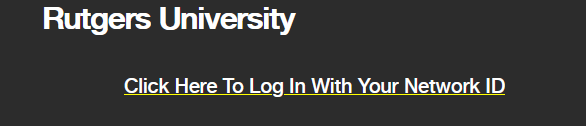 Rutgers University
Click Here To Log In With Your Network ID